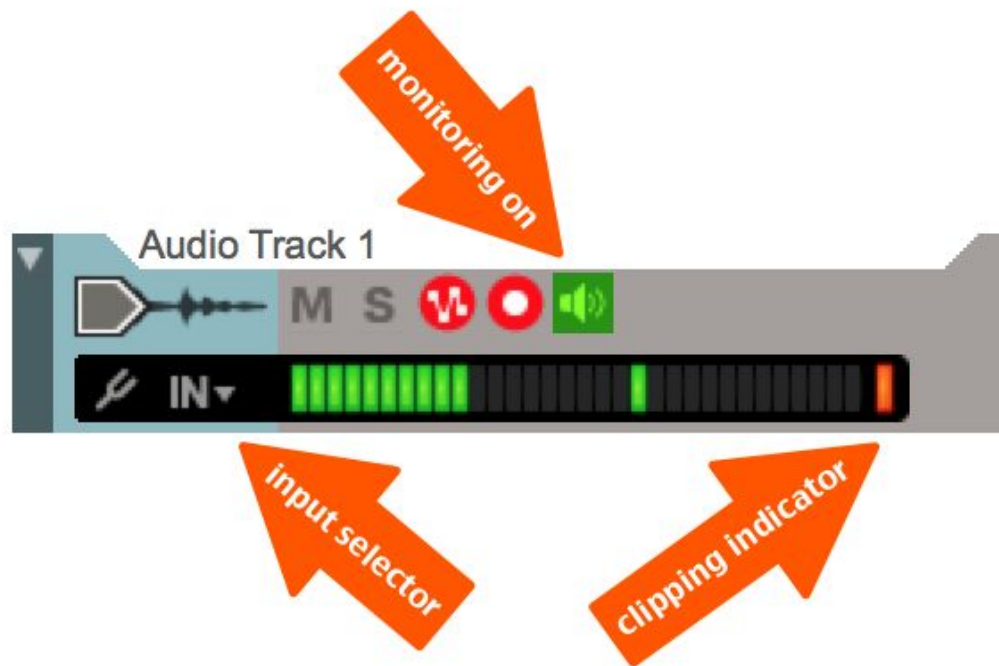 monitoring on
Audio Track 1
M S
IN
input selector
clipping indicator